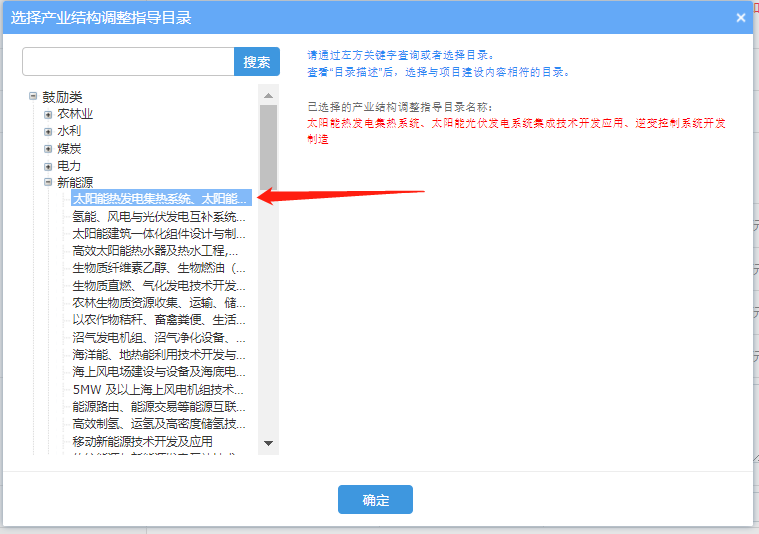 选择产业结构调整指导目录
×
搜索
请通过左方关键字查询或者选择目录。
查看“目录描述”后，选择与项目建设内容相符的目录。
已选择的产业结构调整指导目录名称:
太阳能热发电集热系统、太阳能光伏发电系统集成技术开发应用、逆变控制系统开发
制造
鼓励类
农林业
水利
煤炭
电力
新能源
太阳能热发电集热系统、太阳能...
氢能、风电与光伏发电互补系统...
太阳能建筑一体化组件设计与制...
高效太阳能热水器及热水工程,...
生物质纤维素乙醇、生物燃油（...
生物质直燃、气化发电技术开发...
农林生物质资源收集、运输、储...
以农作物秸秆、畜禽粪便、生活...
沼气发电机组、沼气净化设备、...
海洋能、地热能利用技术开发与...
海上风电场建设与设备及海底电...
5MW 及以上海上风电机组技术...
能源路由、能源交易等能源互联...
高效制氢、运氢及高密度储氢技...
移动新能源技术开发及应用
确定